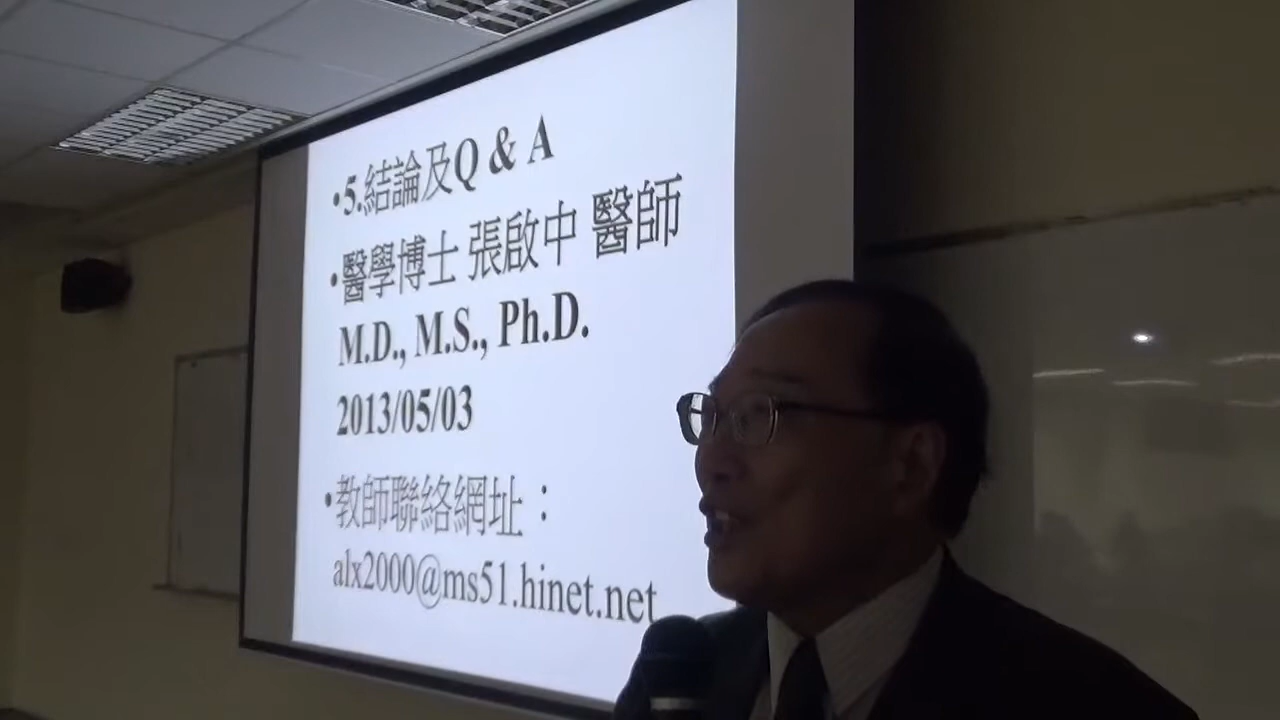 •5.結論及Q & A
•醫學博士 張啟中 醫師
M.D., M.S., Ph.D.
2013/05/03
•教師聯絡網址：
alx2000@ms51.hinet.net